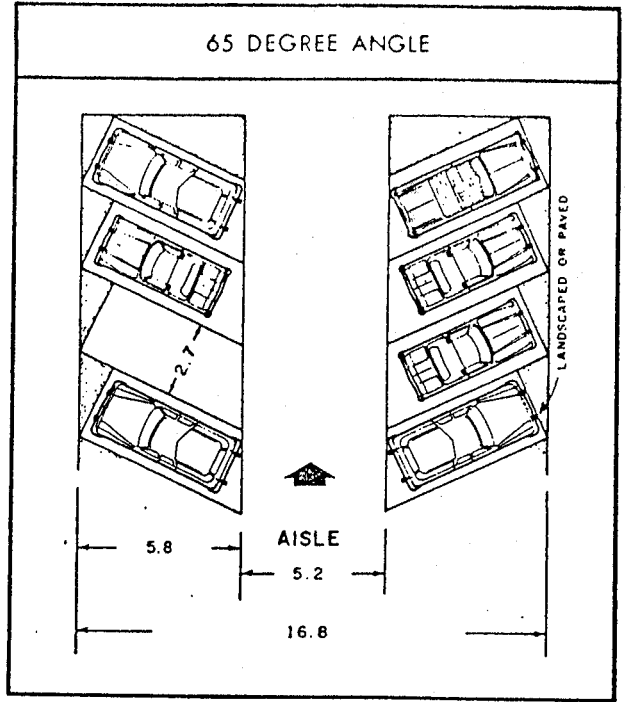 65 DEGREE ANGLE
LANDSCAPED OR PAVED
2.7
AISLE
5.8
5.2
16.8